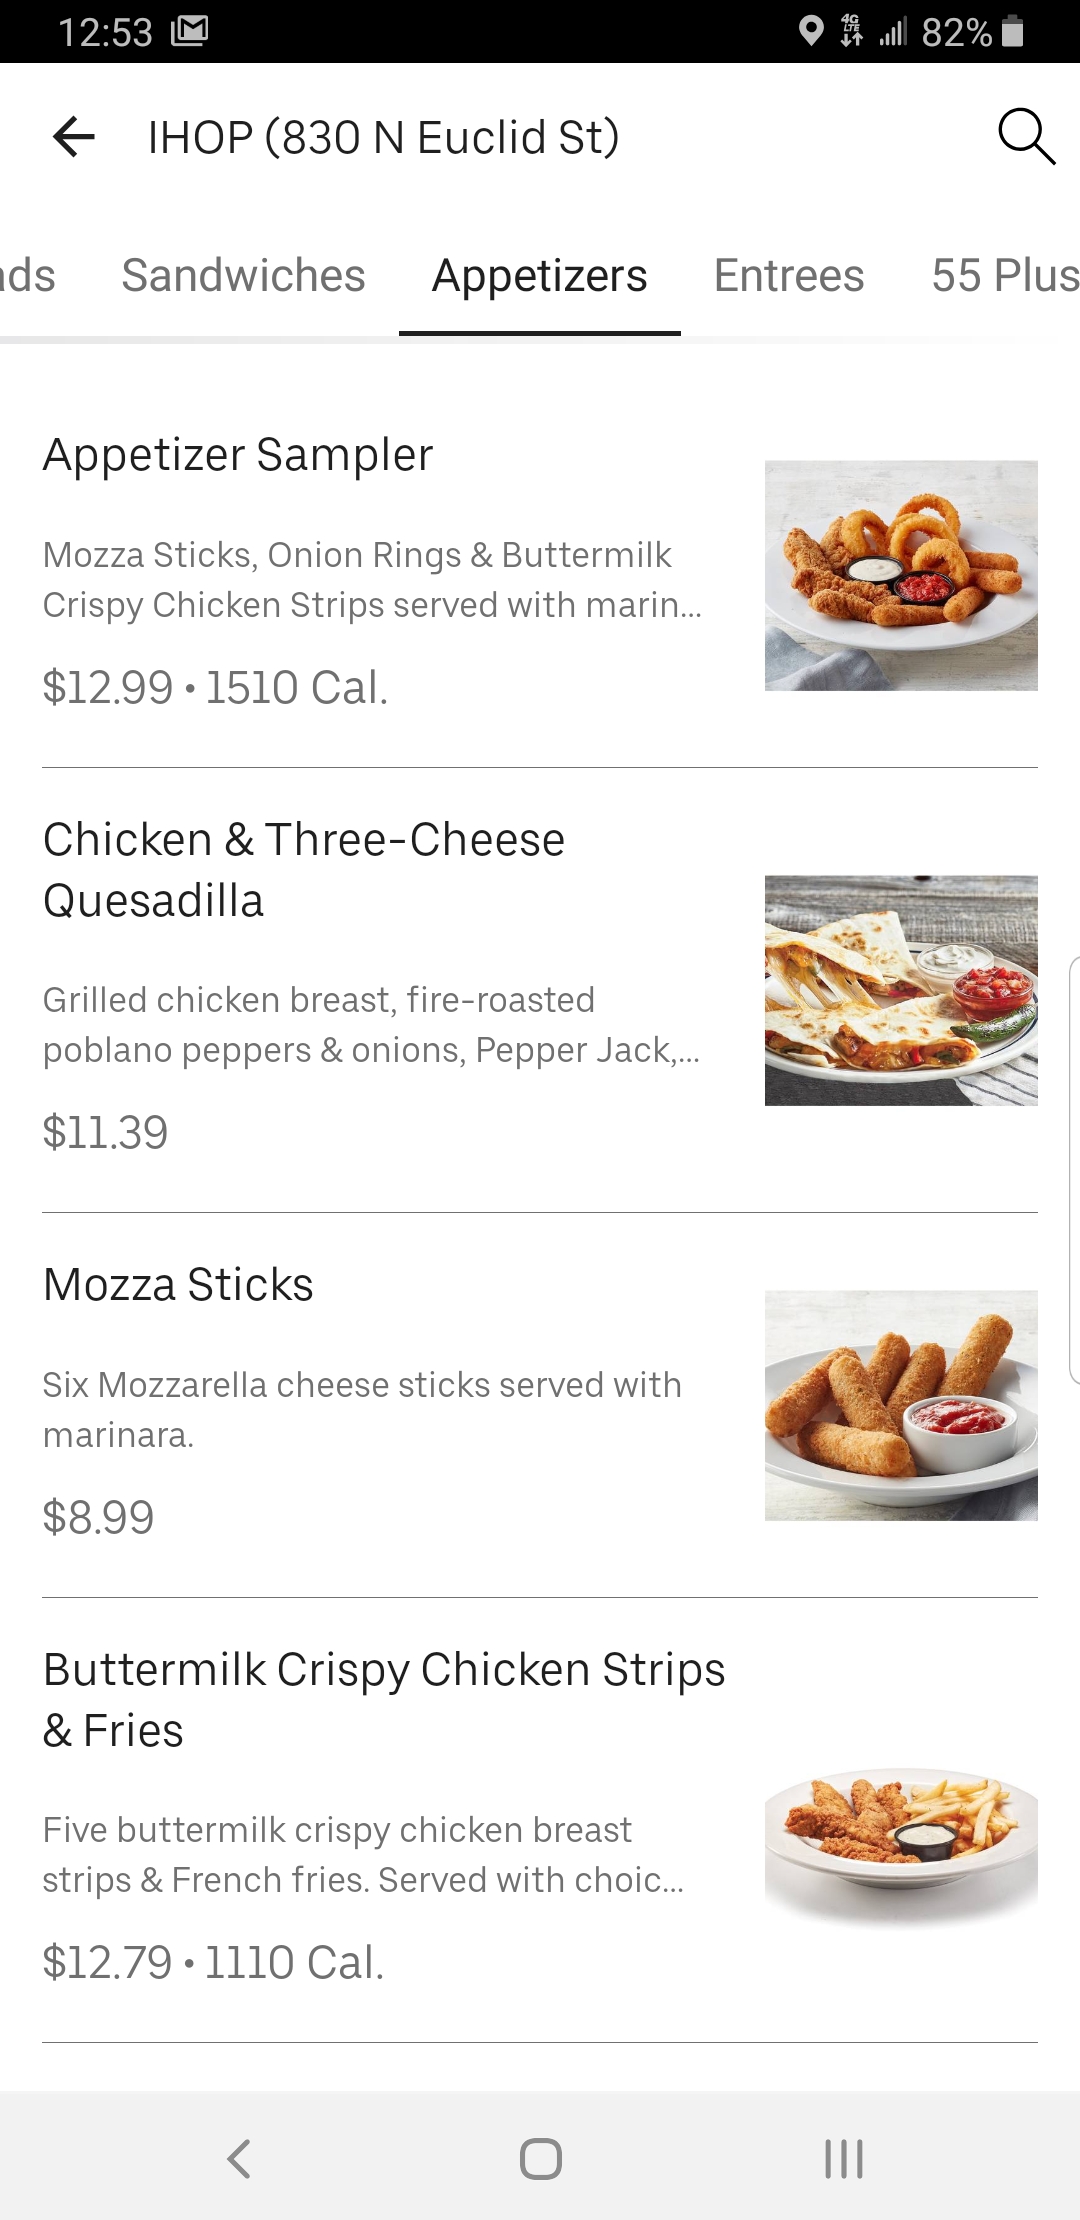 12:53
4G
LTE
82%
IHOP (830 N Euclid St)
ads Sandwiches Appetizers Entrees 55 Plus
Appetizer Sampler
Mozza Sticks, Onion Rings & Buttermilk
Crispy Chicken Strips served with marin...
$12.99 • 1510 Cal.
Chicken & Three-Cheese
Quesadilla
Grilled chicken breast, fire-roasted
poblano peppers & onions, Pepper Jack,...
$11.39
Mozza Sticks
Six Mozzarella cheese sticks served with
marinara.
$8.99
Buttermilk Crispy Chicken Strips
& Fries
Five buttermilk crispy chicken breast
strips & French fries. Served with choic...
$12.79 • 1110 Cal.